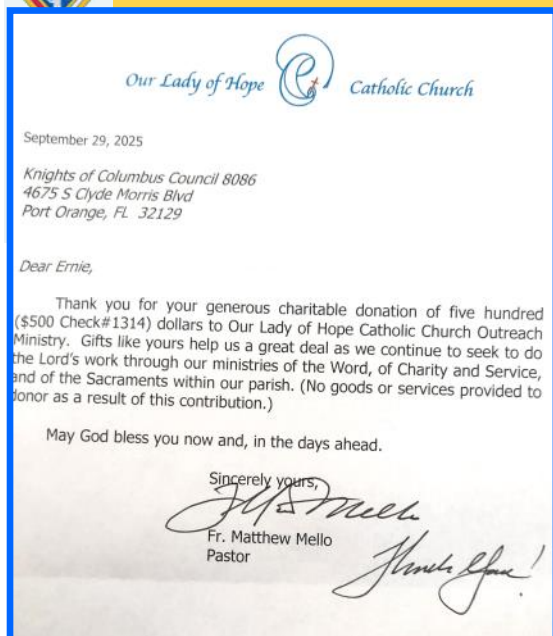 Our Lady of Hope Catholic Church
September 29, 2025
Knights of Columbus Council 8086
4675 S Clyde Morris Blvd
Port Orange, FL 32129
Dear Ernie,
Thank you for your generous charitable donation of five hundred
($500 Check#1314) dollars to Our Lady of Hope Catholic Church Outreach
Ministry. Gifts like yours help us a great deal as we continue to seek to do
the Lord's work through our ministries of the Word, of Charity and Service,
and of the Sacraments within our parish. (No goods or services provided to
donor as a result of this contribution.)
May God bless you now and, in the days ahead.
Sincerely yours,
Fr. Matthew Mello
Pastor
Thank You!